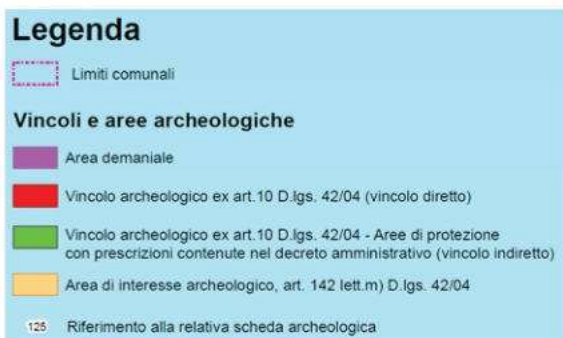 Legenda
Limiti comunali
Vincoli e aree archeologiche
Area demaniale
Vincolo archeologico ex art.10 D.lgs. 42/04 (vincolo diretto)
Vincolo archeologico ex art.10 D.lgs. 42/04 - Aree di protezione
con prescrizioni contenute nel decreto amministrativo (vincolo indiretto)
Area di interesse archeologico, art. 142 lett.m) D.lgs. 42/04
125 Riferimento alla relativa scheda archeologica